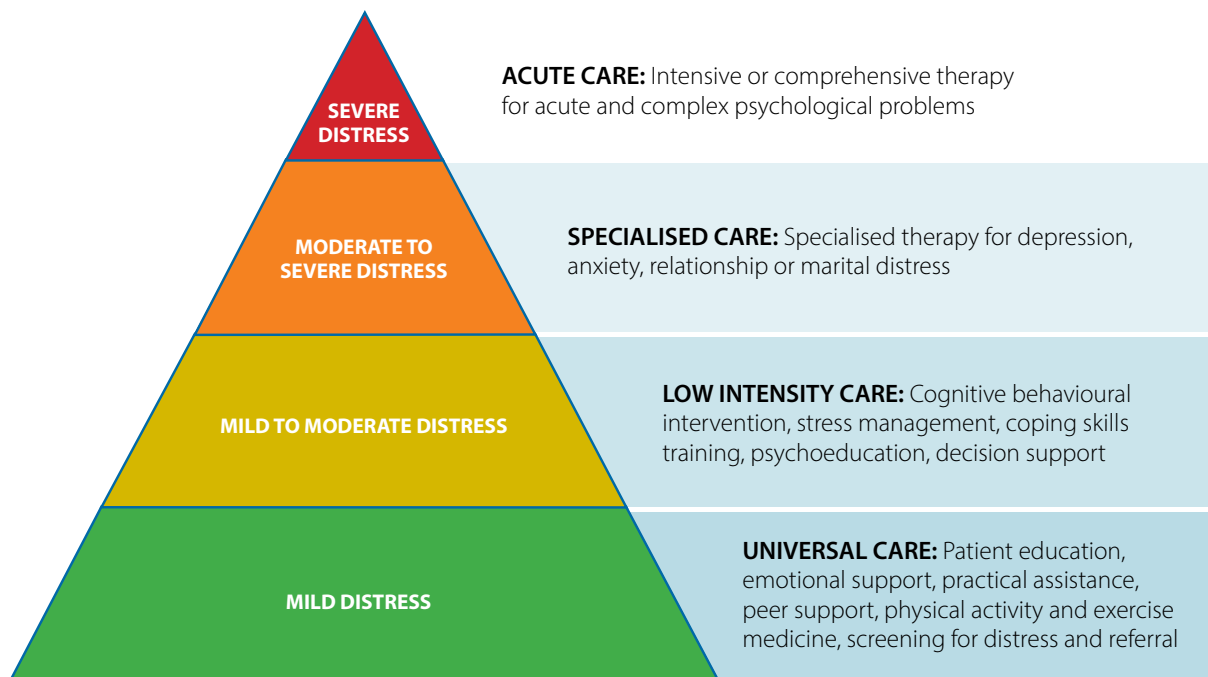 SEVERE
DISTRESS
ACUTE CARE: Intensive or comprehensive therapy
for acute and complex psychological problems
MODERATE TO
SEVERE DISTRESS
SPECIALISED CARE: Specialised therapy for depression,
anxiety, relationship or marital distress
MILD TO MODERATE DISTRESS
LOW INTENSITY CARE: Cognitive behavioural
intervention, stress management, coping skills
training, psychoeducation, decision support
MILD DISTRESS
UNIVERSAL CARE: Patient education,
emotional support, practical assistance,
peer support, physical activity and exercise
medicine, screening for distress and referral